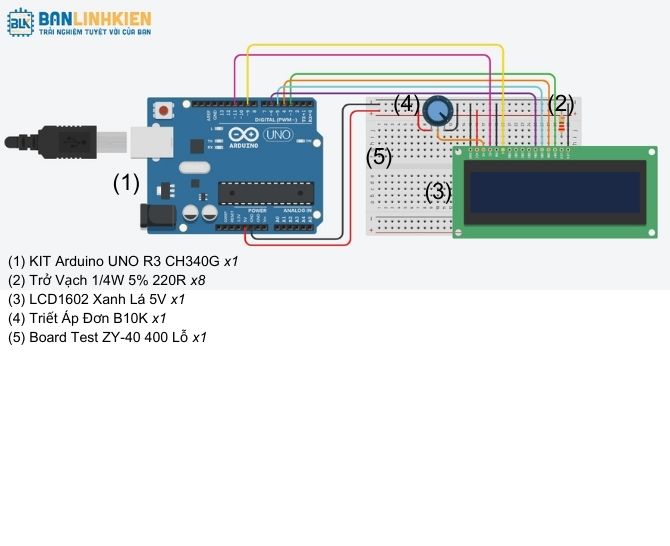 BLK BANLINHKIEN
TRẢI NGHIỆM TUYỆT VỜI CỦA BẠN
(4)
(2)
DIGITAL (PWM~)
UNO
ARDUINO
(5)
(1)
(3)
POWER
ANALOG IN
(1) KIT Arduino UNO R3 CH340G x1
(2) Trở Vạch 1/4W 5% 220R x8
(3) LCD1602 Xanh Lá 5V x1
(4) Triết Áp Đơn B10K x1
(5) Board Test ZY-40 400 Lỗ x1